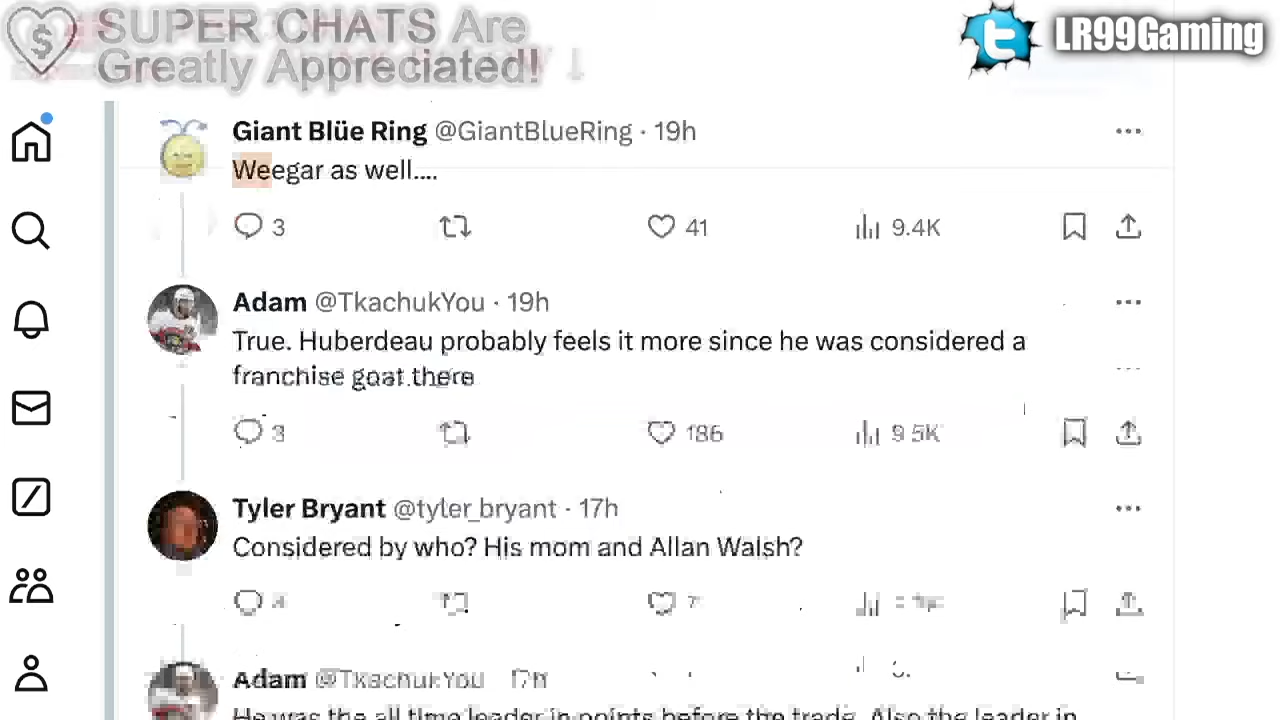 SUPER CHATS Are
Greatly Appreciated!
LR99Gaming
Giant Blüe Ring @GiantBlueRing · 19h
Weegar as well....
3 41 9.4K
Adam @TkachukYou · 19h
True. Huberdeau probably feels it more since he was considered a
franchise goat there
3 186 9.5K
Tyler Bryant @tyler_bryant · 17h
Considered by who? His mom and Allan Walsh?
4 7
Adam @TkachukYou 17h
He was the all time leader in points before the trade. Also the leader in